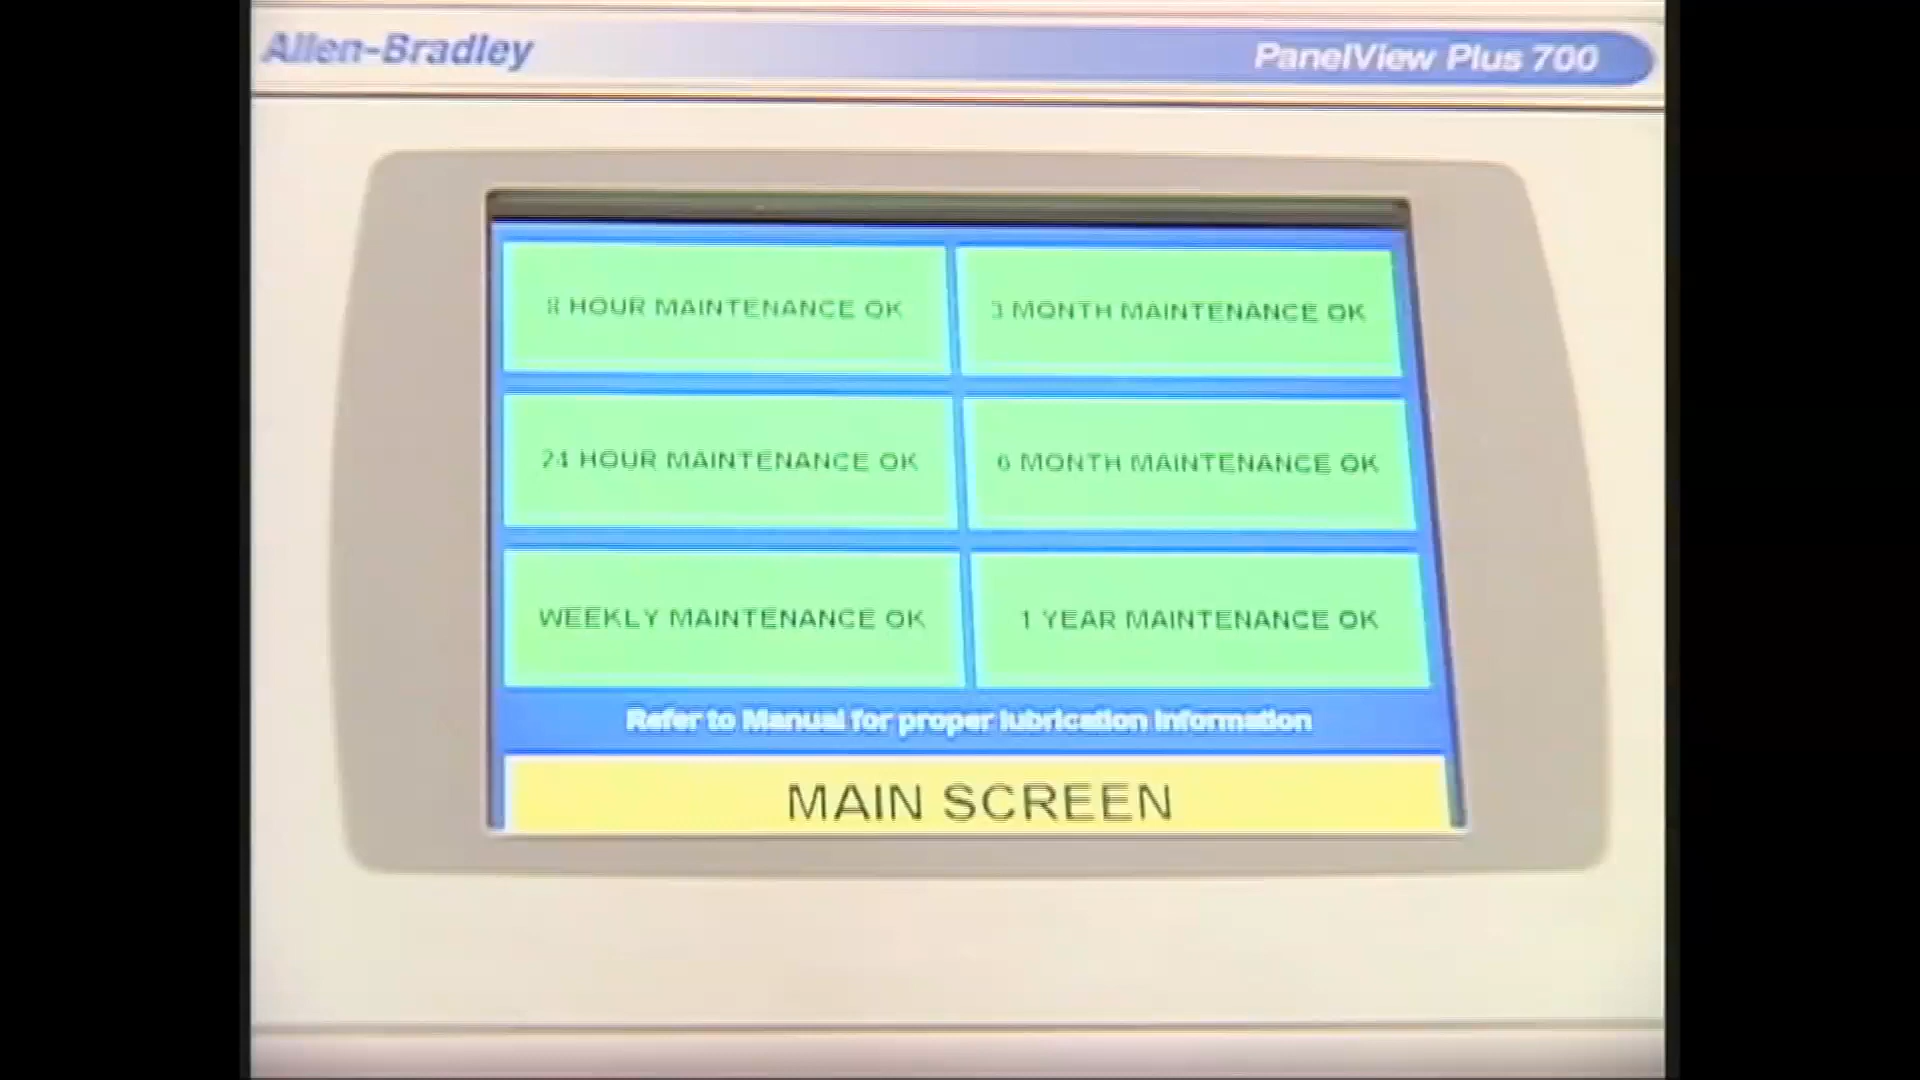 Allen-Bradley
PanelView Plus 700
8 HOUR MAINTENANCE OK
3 MONTH MAINTENANCE OK
24 HOUR MAINTENANCE OK
6 MONTH MAINTENANCE OK
WEEKLY MAINTENANCE OK
1 YEAR MAINTENANCE OK
Refer to Manual for proper lubrication information
MAIN SCREEN